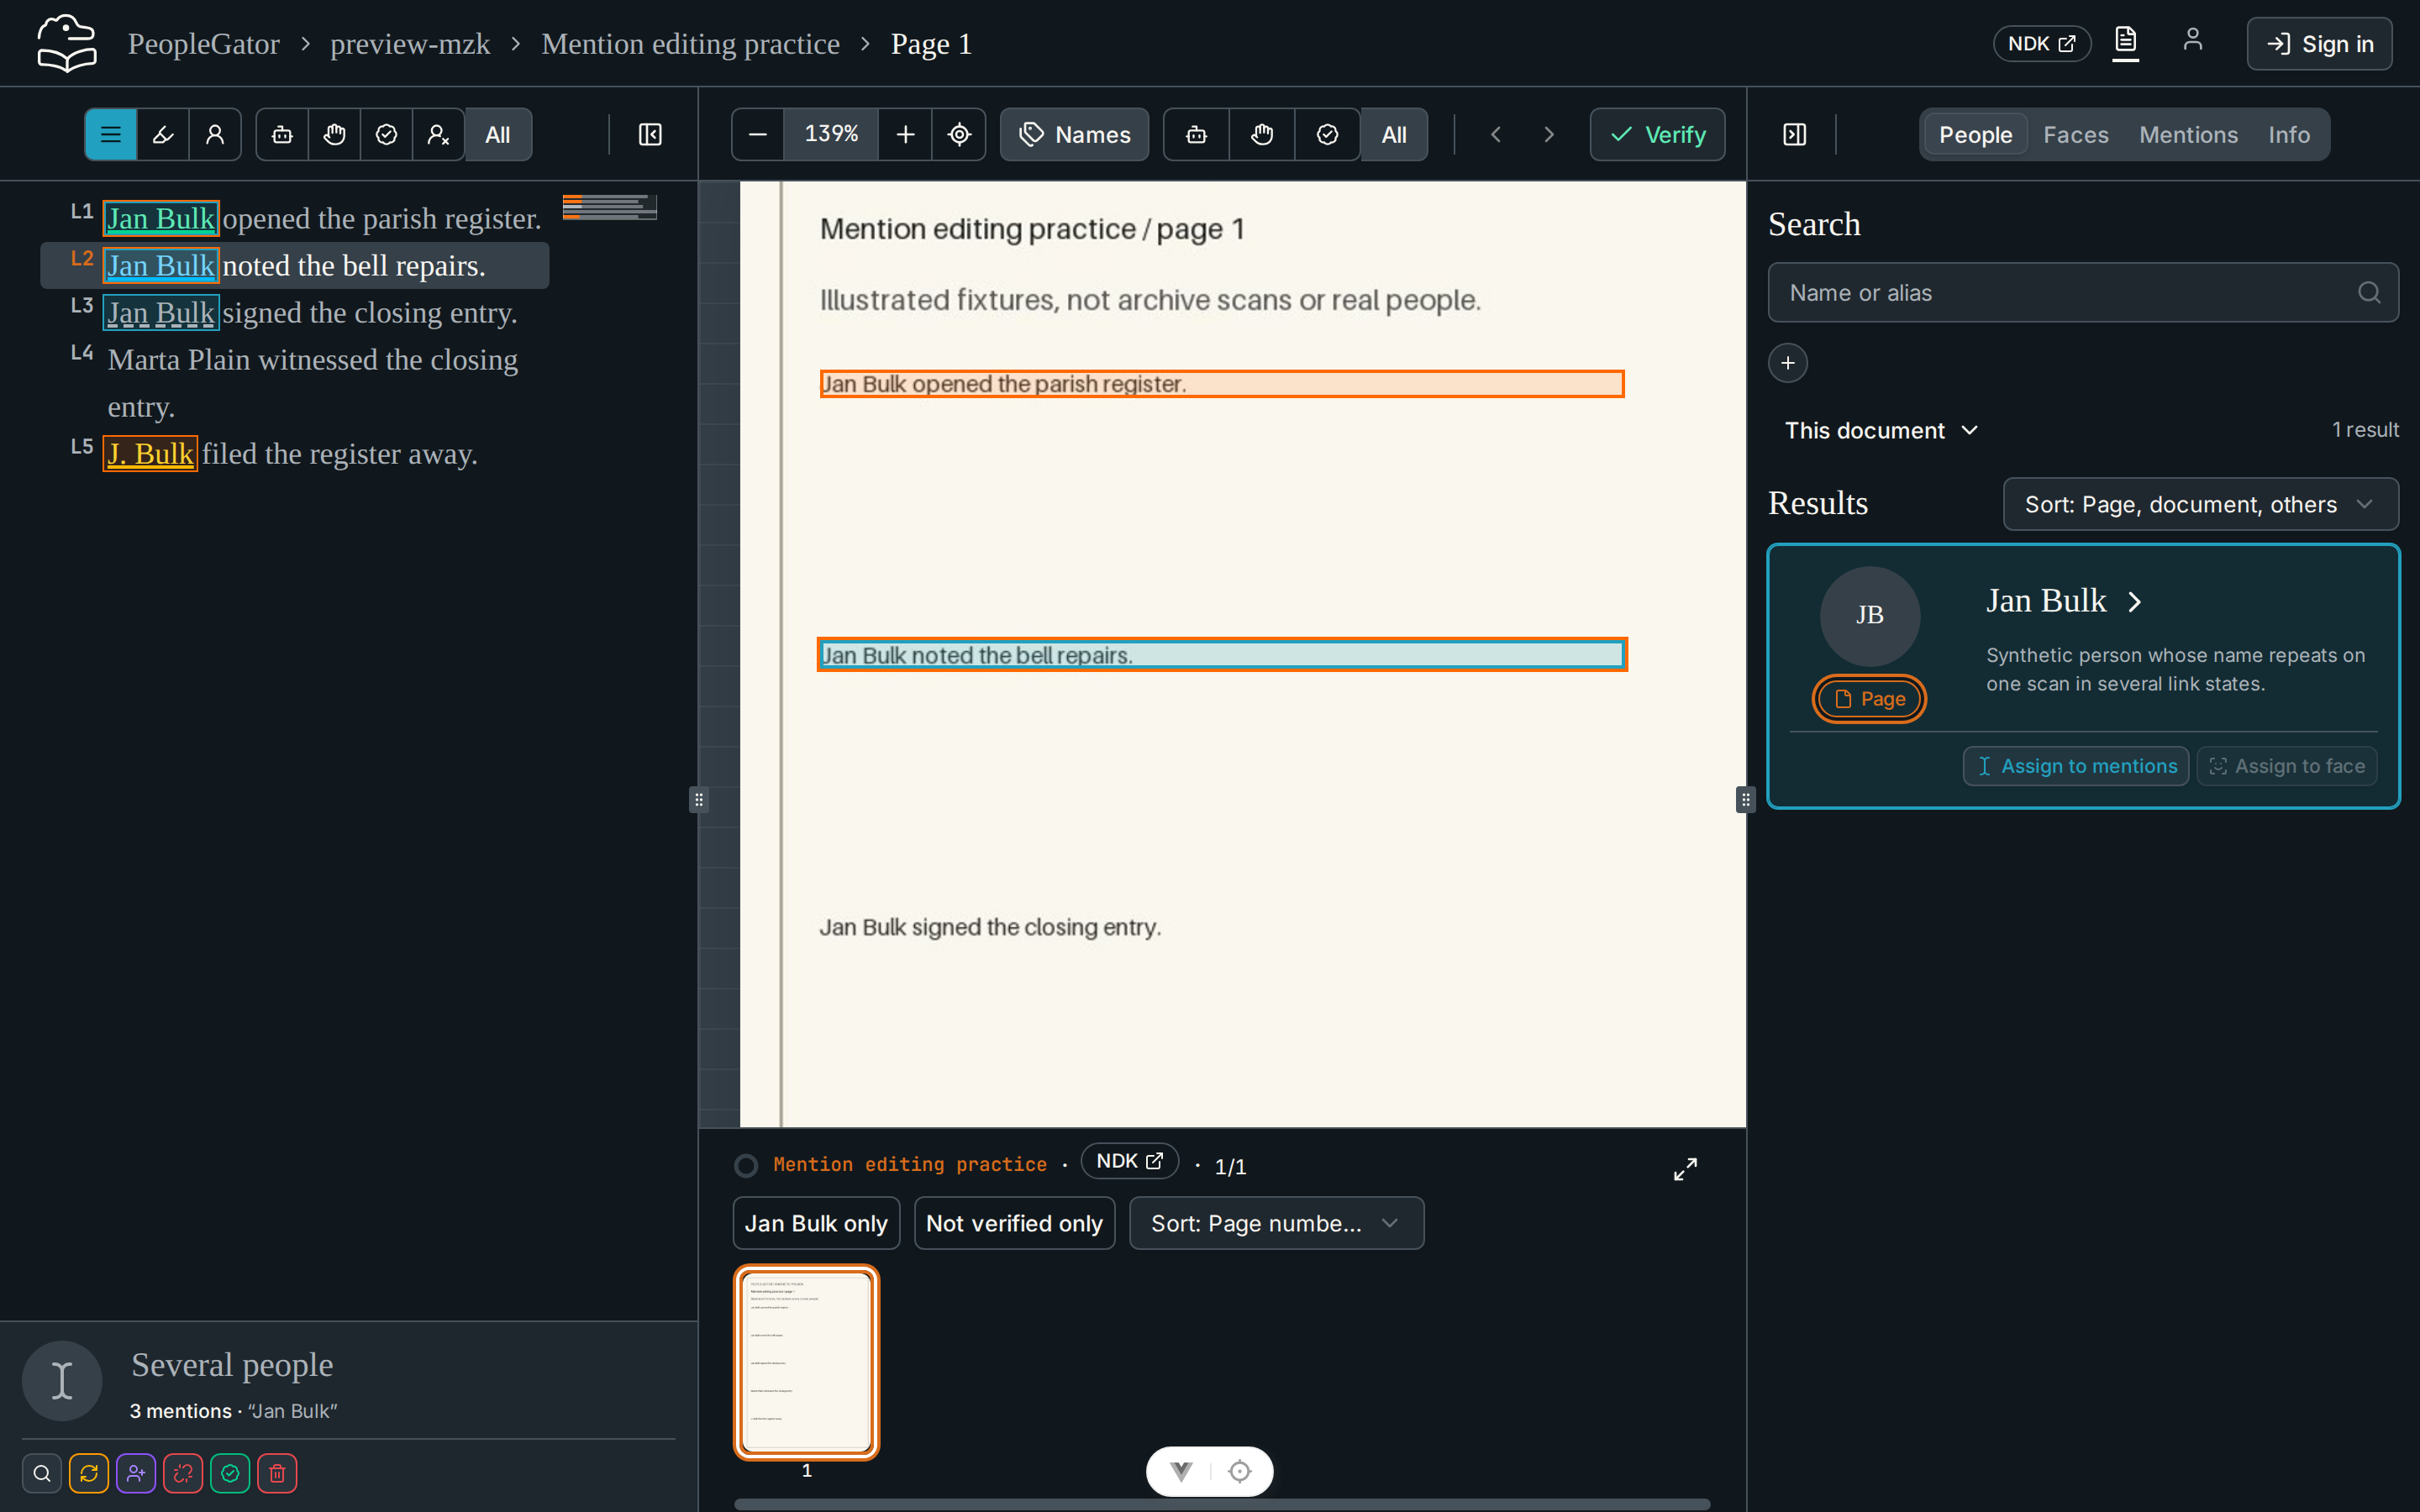 PeopleGator > preview-mzk > Mention editing practice > Page 1
NDK
Sign in
All
139%
Names
All
Verify
People Faces Mentions Info
L1 Jan Bulk opened the parish register.
L2 Jan Bulk noted the bell repairs.
L3 Jan Bulk signed the closing entry.
L4 Marta Plain witnessed the closing
entry.
L5 J. Bulk filed the register away.
Several people
3 mentions · “Jan Bulk”
Mention editing practice / page 1
Illustrated fixtures, not archive scans or real people.
Jan Bulk opened the parish register.
Jan Bulk noted the bell repairs.
Jan Bulk signed the closing entry.
Mention editing practice · NDK · 1/1
Jan Bulk only
Not verified only
Sort: Page numbe...
1
Search
Name or alias
This document
1 result
Results
Sort: Page, document, others
JB
Page
Jan Bulk
Synthetic person whose name repeats on
one scan in several link states.
Assign to mentions
Assign to face